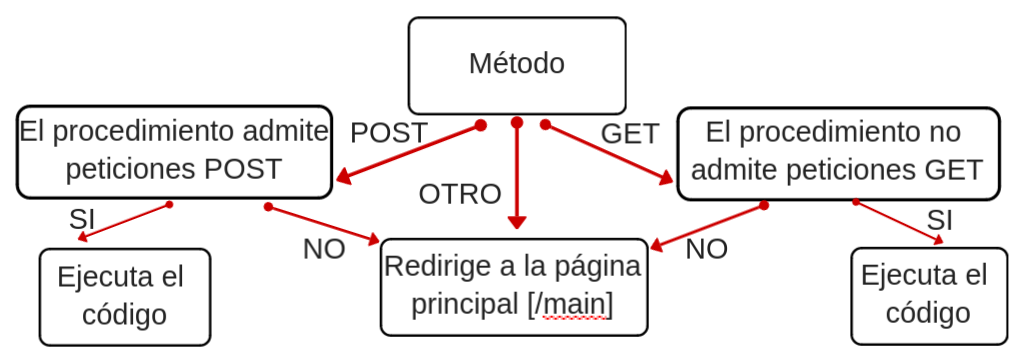 Método
El procedimiento admite
peticiones POST
POST
GET
El procedimiento no
admite peticiones GET
OTRO
SI
NO
NO
SI
Ejecuta el
código
Redirige a la página
principal [/main]
Ejecuta el
código